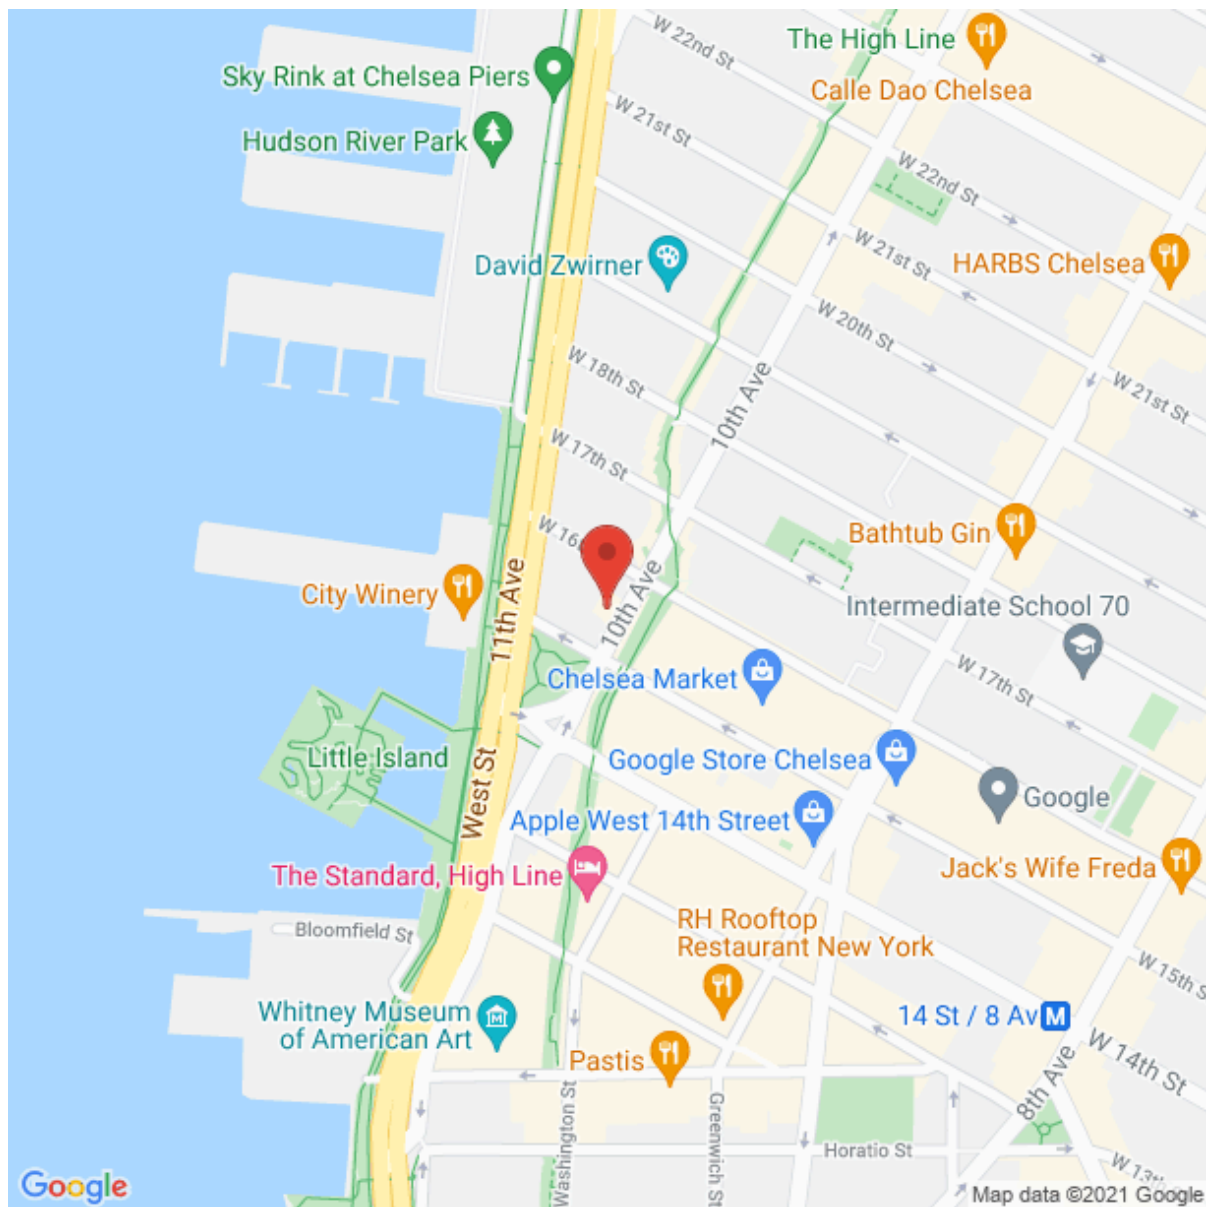 W 22nd St
The High Line
Calle Dao Chelsea
Sky Rink at Chelsea Piers
W 21st St
Hudson River Park
W 22nd St
W 21st St
David Zwirner
HARBS Chelsea
W 20th St
W 18th St
W 21st St
10th Ave
W 17th St
W 16
Bathtub Gin
City Winery
11th Ave
10th Ave
Intermediate School 70
Chelsea Market
W 17th St
Little Island
Google Store Chelsea
West St
Google
Apple West 14th Street
The Standard, High Line
Jack's Wife Freda
Bloomfield St
RH Rooftop
Restaurant New York
W 15th S
Whitney Museum
of American Art
14 St / 8 Av M
Pastis
W 14th St
8th Ave
Washington St
Greenwich St
Horatio St
W 13th S
Google
Map data ©2021 Google